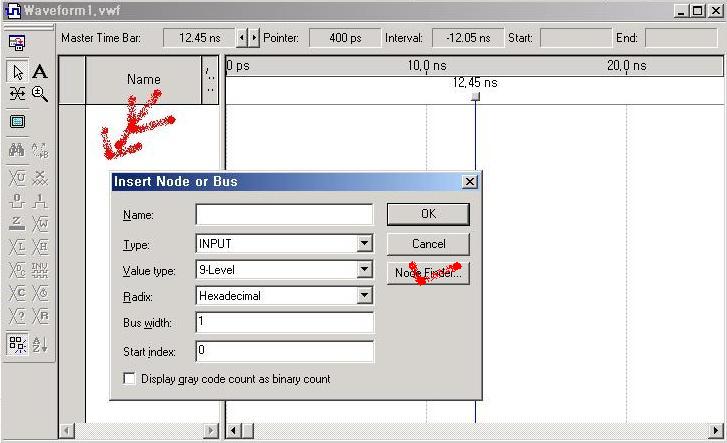 Waveform1.vwf
Master Time Bar: 12.45 ns Pointer: 400 ps Interval: -12.05 ns Start: End:
A
Name
0 ps 10,0 ns 20,0 ns
12,45 ns
Insert Node or Bus
Name:
OK
Type: INPUT
Cancel
Value type: 9-Level
Node Finder...
Radix: Hexadecimal
Bus width: 1
Start index: 0
Display gray code count as binary count